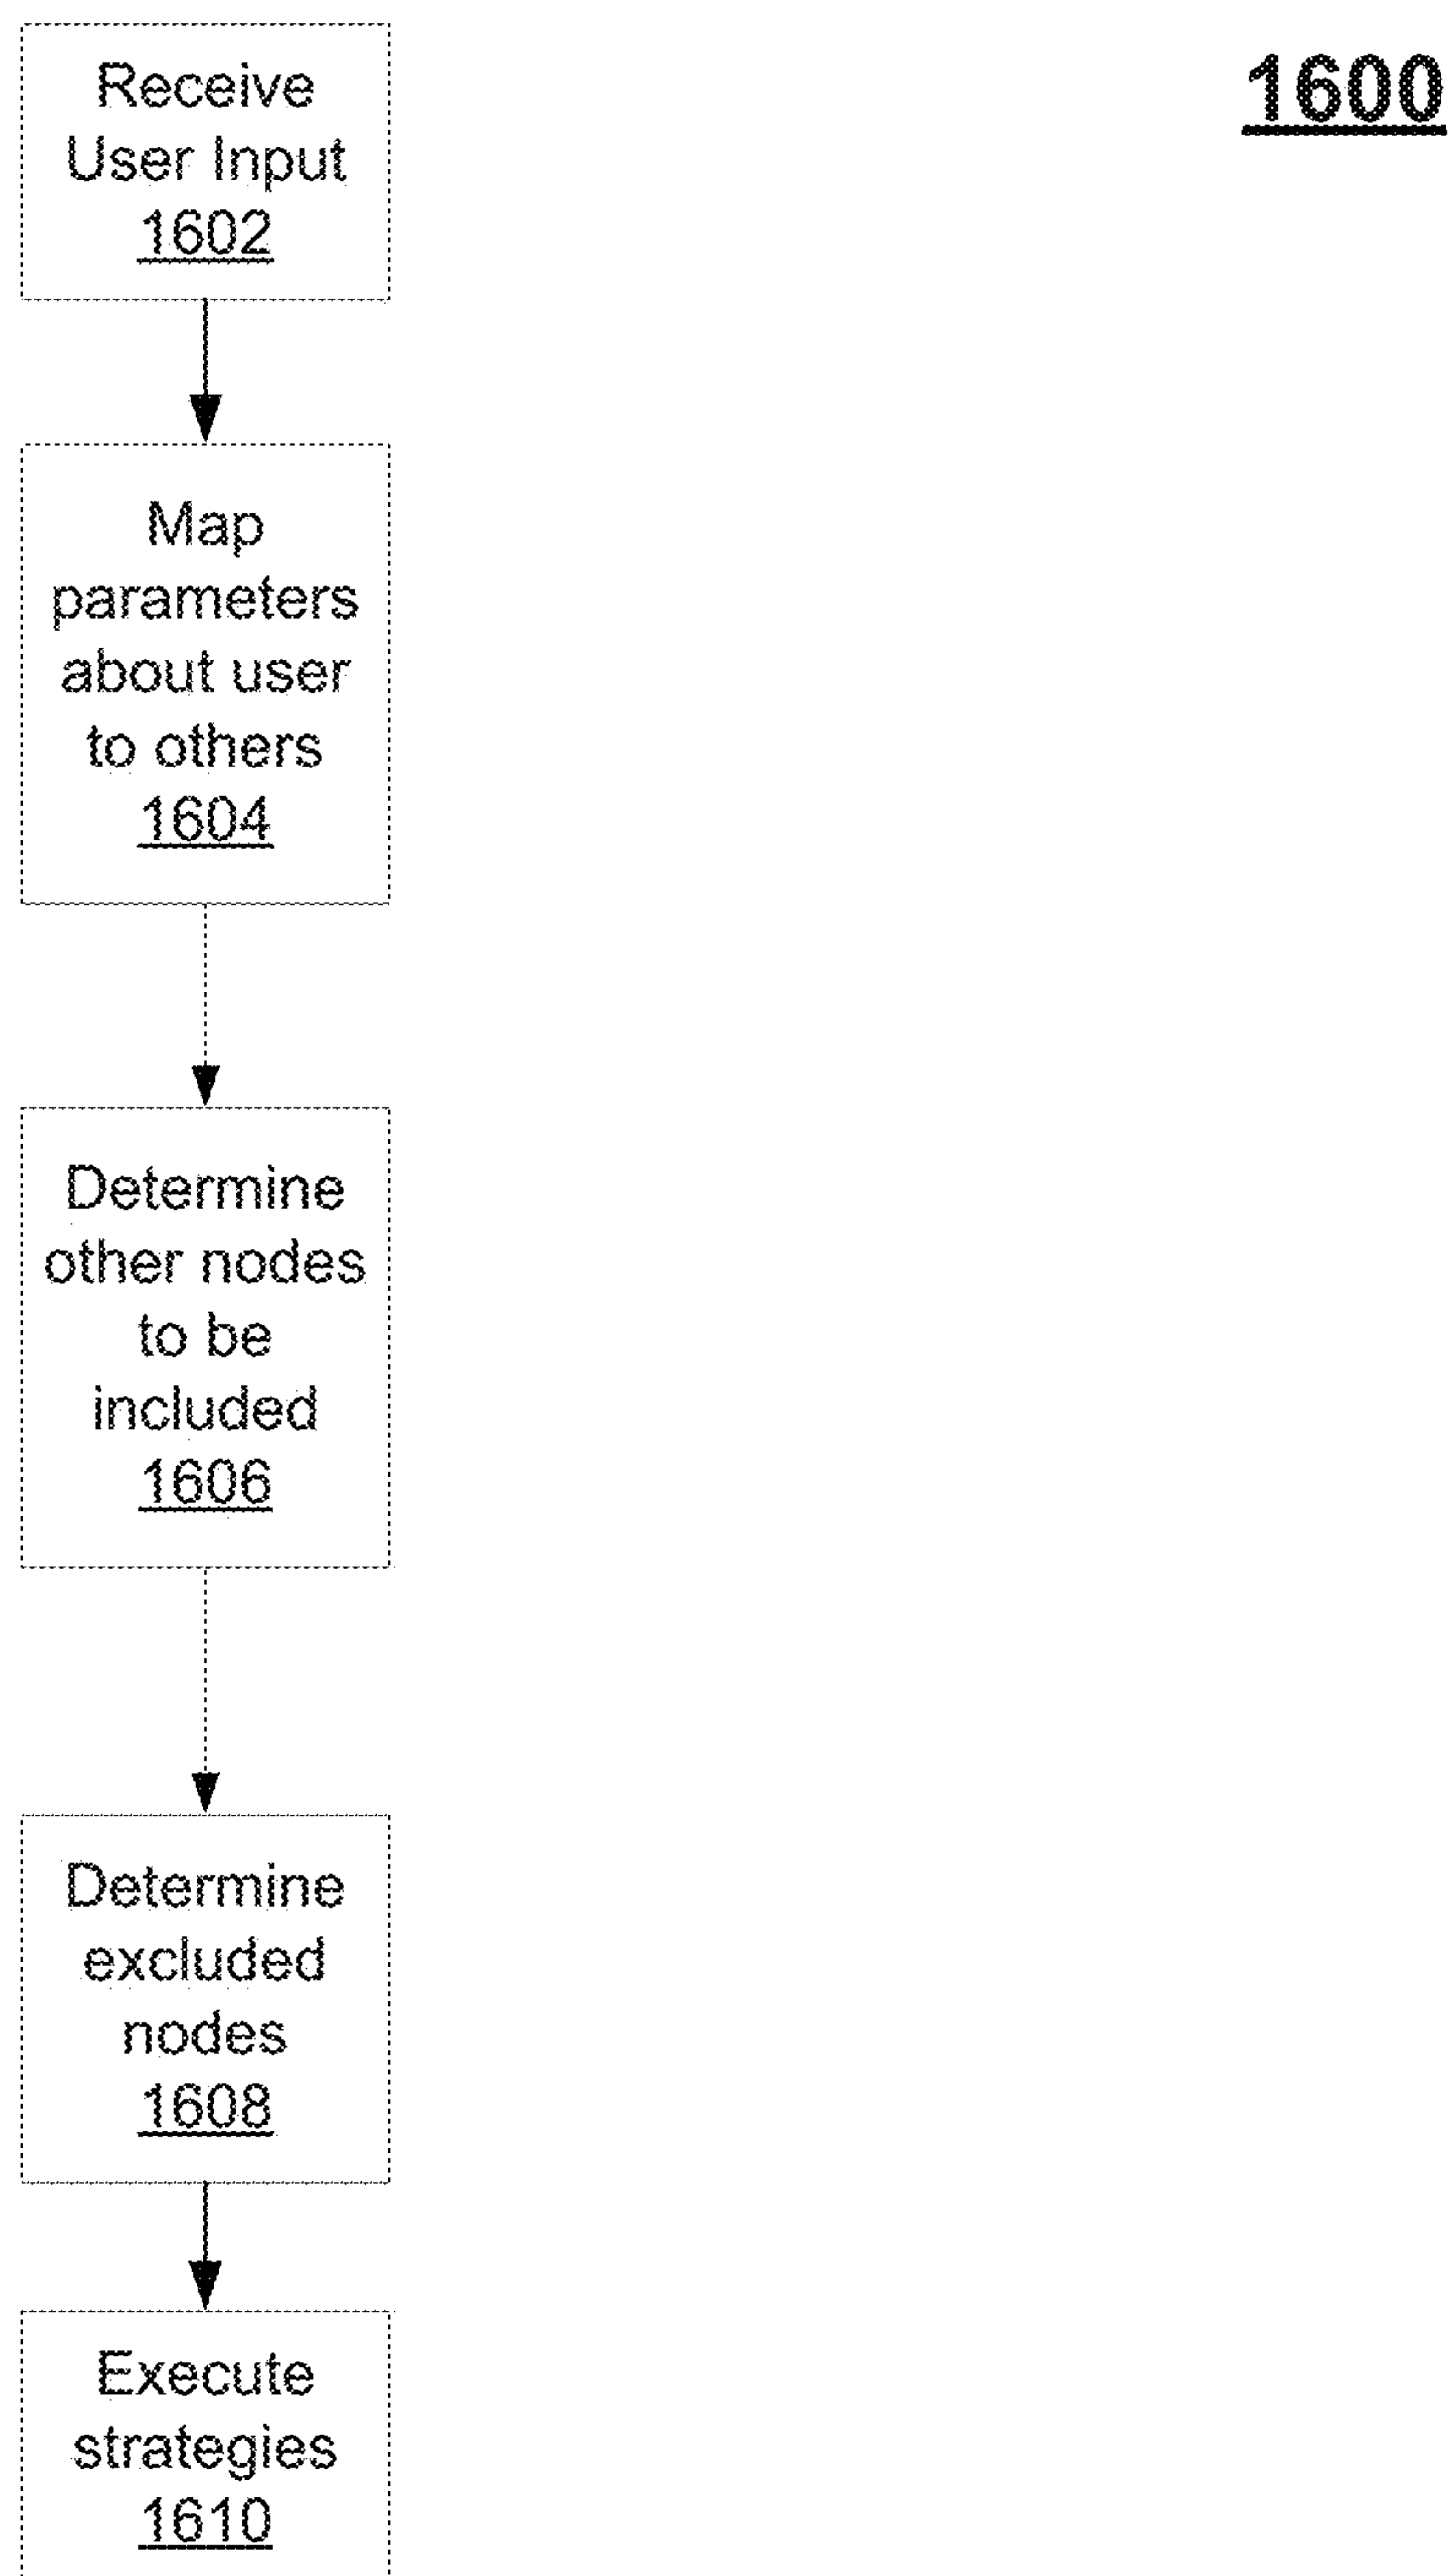 1600
Receive
User Input
1602
Map
parameters
about user
to others
1604
Determine
other nodes
to be
included
1606
Determine
excluded
nodes
1608
Execute
strategies
1610